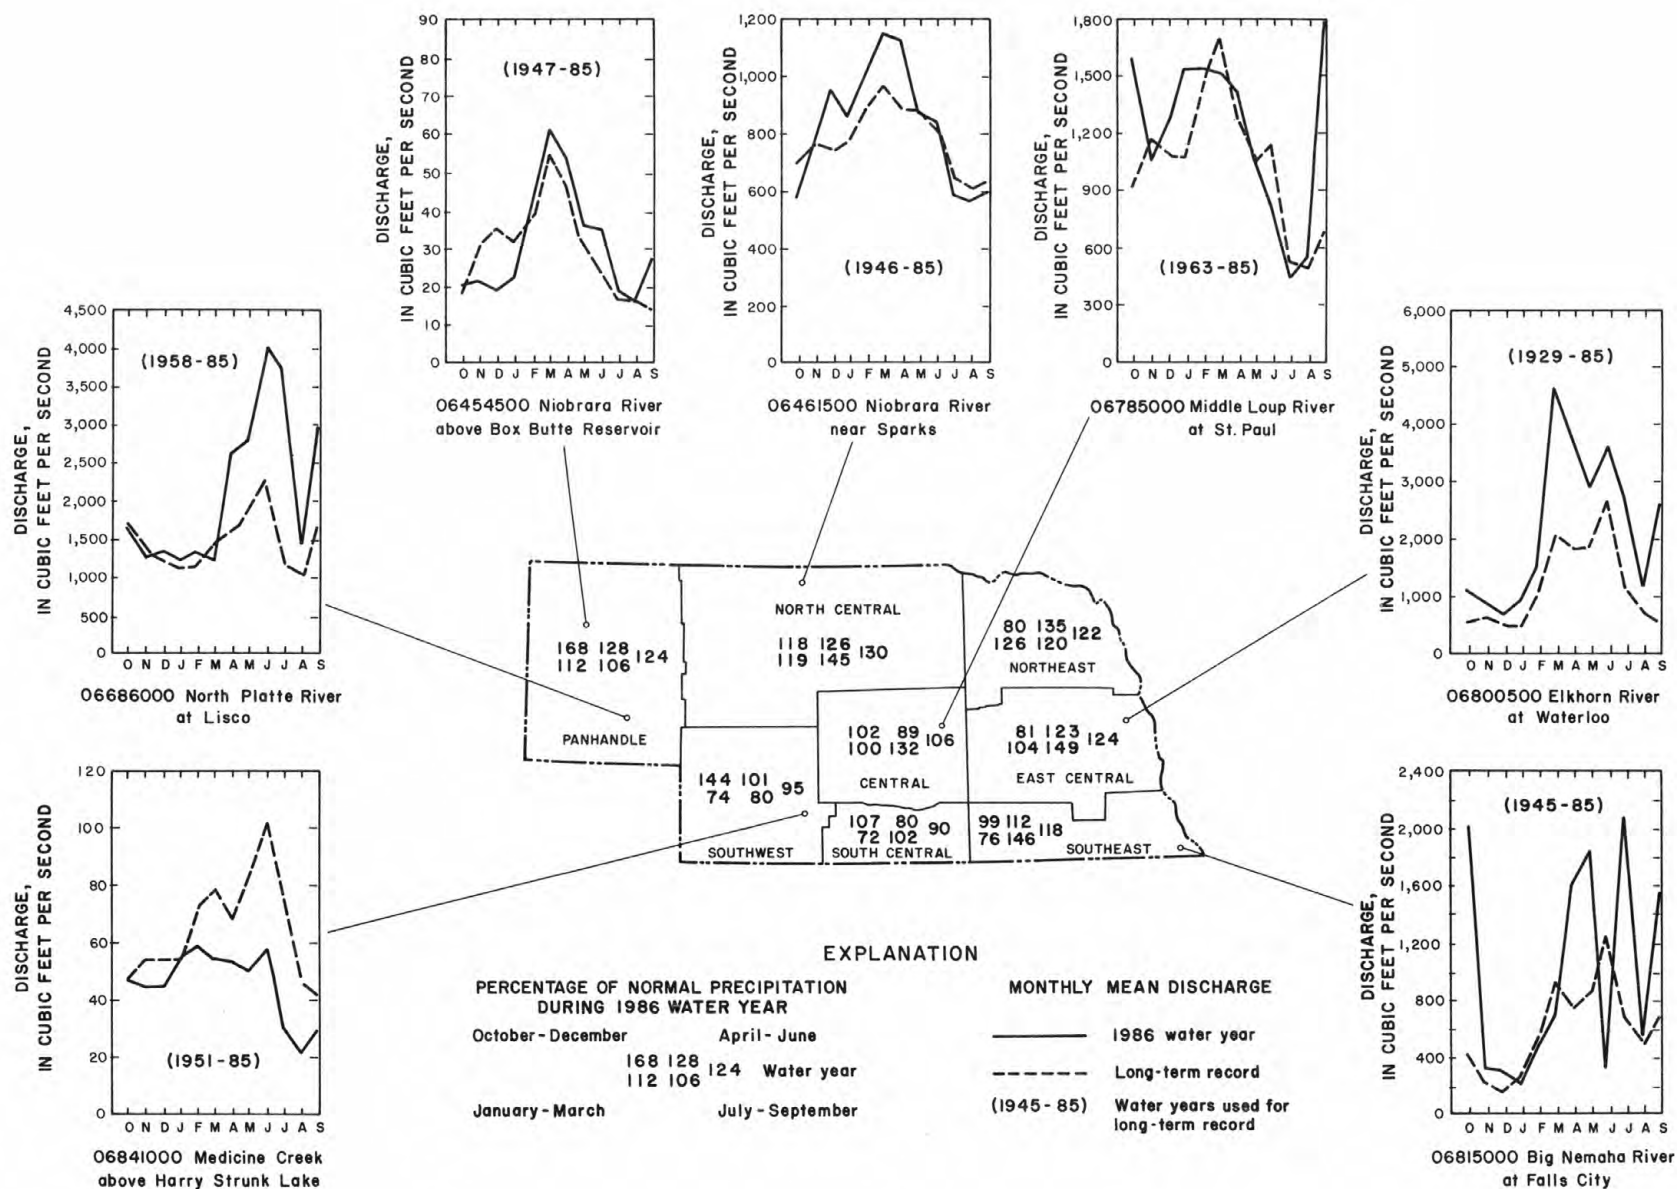 DISCHARGE,
IN CUBIC FEET PER SECOND
90
80
70
60
50
40
30
20
10
0
(1947-85)
O N D J F M A M J J A S
06454500 Niobrara River
above Box Butte Reservoir
DISCHARGE,
IN CUBIC FEET PER SECOND
1,200
1,000
800
600
400
200
0
(1946-85)
O N D J F M A M J J A S
06461500 Niobrara River
near Sparks
DISCHARGE,
IN CUBIC FEET PER SECOND
1,800
1,500
1,200
900
600
300
0
(1963-85)
O N D J F M A M J J A S
06785000 Middle Loup River
at St. Paul
DISCHARGE,
IN CUBIC FEET PER SECOND
4,500
4,000
3,500
3,000
2,500
2,000
1,500
1,000
500
0
(1958-85)
O N D J F M A M J J A S
06686000 North Platte River
at Lisco
DISCHARGE,
IN CUBIC FEET PER SECOND
6,000
5,000
4,000
3,000
2,000
1,000
0
(1929-85)
O N D J F M A M J J A S
06800500 Elkhorn River
at Waterloo
DISCHARGE,
IN CUBIC FEET PER SECOND
120
100
80
60
40
20
0
(1951-85)
O N D J F M A M J J A S
06841000 Medicine Creek
above Harry Strunk Lake
DISCHARGE,
IN CUBIC FEET PER SECOND
2,400
2,000
1,600
1,200
800
400
0
(1945-85)
O N D J F M A M J J A S
06815000 Big Nemaha River
at Falls City
168 128
112 106
124
PANHANDLE
NORTH CENTRAL
118 126
119 145
130
80 135
126 120
122
NORTHEAST
102 89
100 132
106
CENTRAL
81 123
104 149
124
EAST CENTRAL
144 101
74 80
95
SOUTHWEST
107 80
72 102
90
SOUTH CENTRAL
99 112
76 146
118
SOUTHEAST
EXPLANATION
PERCENTAGE OF NORMAL PRECIPITATION
DURING 1986 WATER YEAR
October-December April-June
168 128
112 106
124 Water year
January-March July-September
MONTHLY MEAN DISCHARGE
1986 water year
Long-term record
(1945-85) Water years used for
long-term record